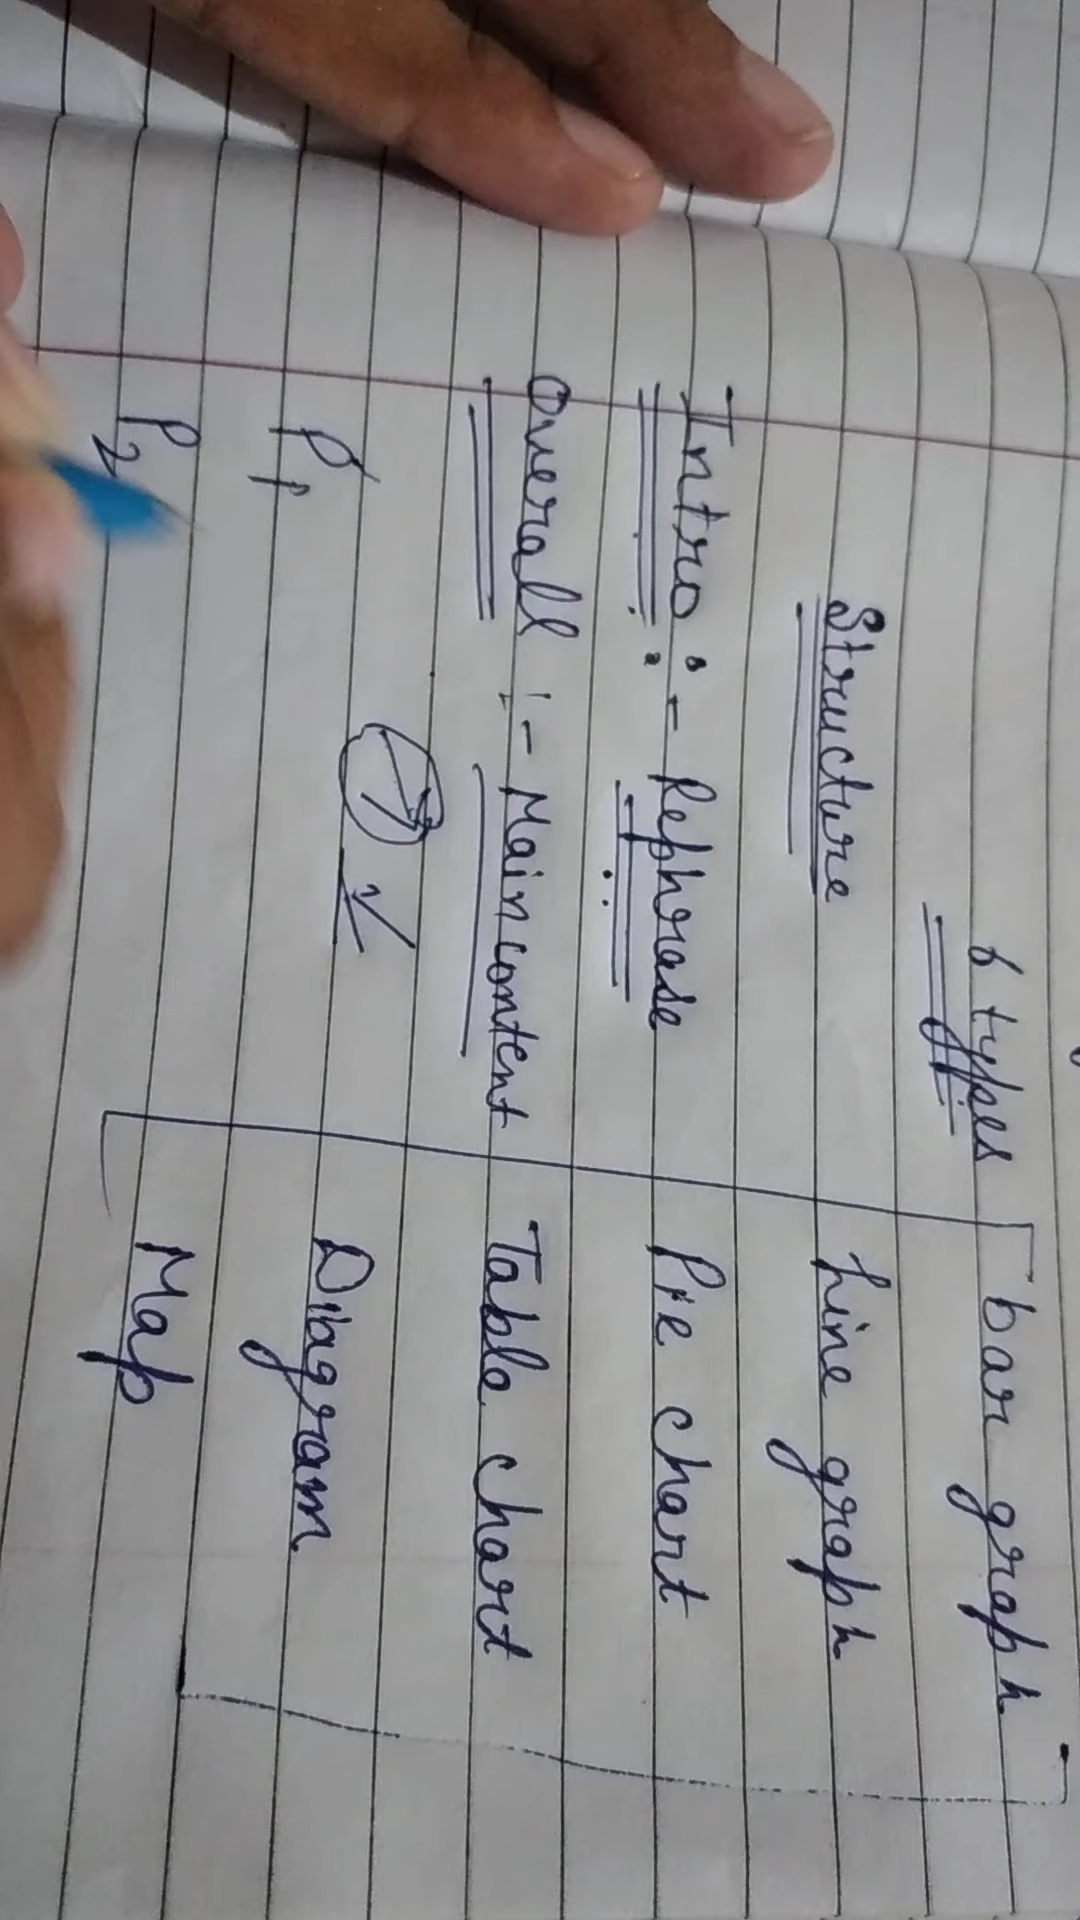 6 types
bar graph
Structure
Line graph
Intro :- Rephrase
Pie chart
Overall :- Main content
Table chart
P1
Diagram
P2
Map